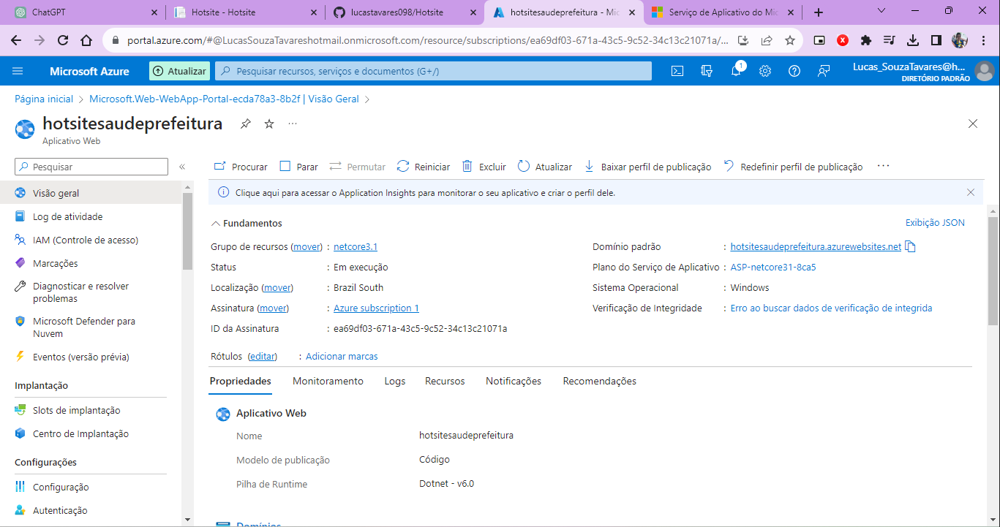 ChatGPT
Hotsite - Hotsite
lucastavares098/Hotsite
hotsitesaudeprefeitura - Mic
Serviço de Aplicativo do Mic
portal.azure.com/#@LucasSouzaTavareshotmail.onmicrosoft.com/resource/subscriptions/ea69df03-671a-43c5-9c52-34c13c21071a/...
Microsoft Azure
Atualizar
Pesquisar recursos, serviços e documentos (G+/)
1
Lucas_SouzaTavares@h...
DIRETÓRIO PADRÃO
Página inicial > Microsoft.Web-WebApp-Portal-ecda78a3-8b2f | Visão Geral >
hotsitesaudeprefeitura
Aplicativo Web
Pesquisar
Visão geral
Log de atividade
IAM (Controle de acesso)
Marcações
Diagnosticar e resolver
problemas
Microsoft Defender para
Nuvem
Eventos (versão prévia)
Implantação
Slots de implantação
Centro de Implantação
Configurações
Configuração
Autenticação
Procurar
Parar
Permutar
Reiniciar
Excluir
Atualizar
Baixar perfil de publicação
Redefinir perfil de publicação
Clique aqui para acessar o Application Insights para monitorar o seu aplicativo e criar o perfil dele.
Fundamentos
Exibição JSON
Grupo de recursos (mover) : netcore3.1
Status : Em execução
Localização (mover) : Brazil South
Assinatura (mover) : Azure subscription 1
ID da Assinatura : ea69df03-671a-43c5-9c52-34c13c21071a
Domínio padrão : hotsitesaudeprefeitura.azurewebsites.net
Plano do Serviço de Aplicativo : ASP-netcore31-8ca5
Sistema Operacional : Windows
Verificação de Integridade : Erro ao buscar dados de verificação de integrida
Rótulos (editar) : Adicionar marcas
Propriedades
Monitoramento
Logs
Recursos
Notificações
Recomendações
Aplicativo Web
Nome hotsitesaudeprefeitura
Modelo de publicação Código
Pilha de Runtime Dotnet - v6.0
Domínios